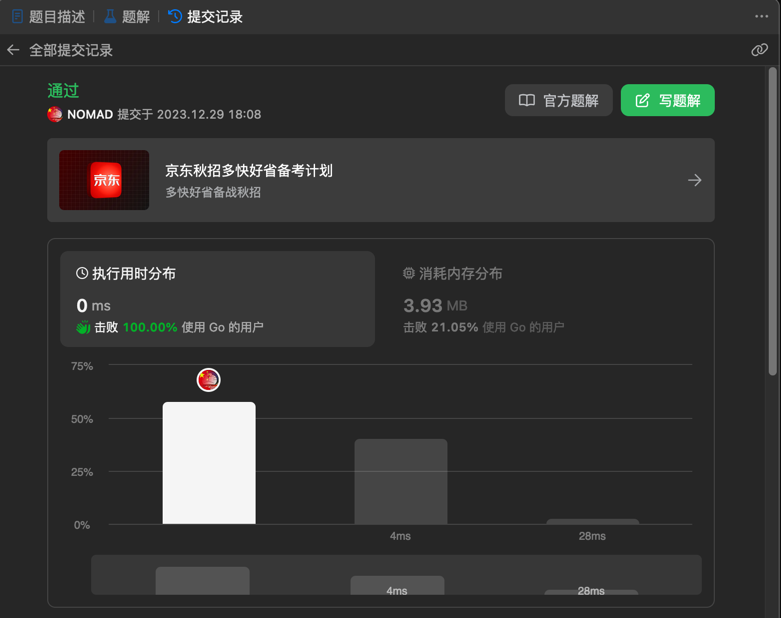 题目描述 题解 提交记录
全部提交记录
通过
NOMAD 提交于 2023.12.29 18:08
官方题解 写题解
京东
京东秋招多快好省备考计划
多快好省备战秋招
执行用时分布
0 ms
击败 100.00% 使用 Go 的用户
消耗内存分布
3.93 MB
击败 21.05% 使用 Go 的用户
75%
50%
25%
0%
4ms 28ms
4ms 28ms